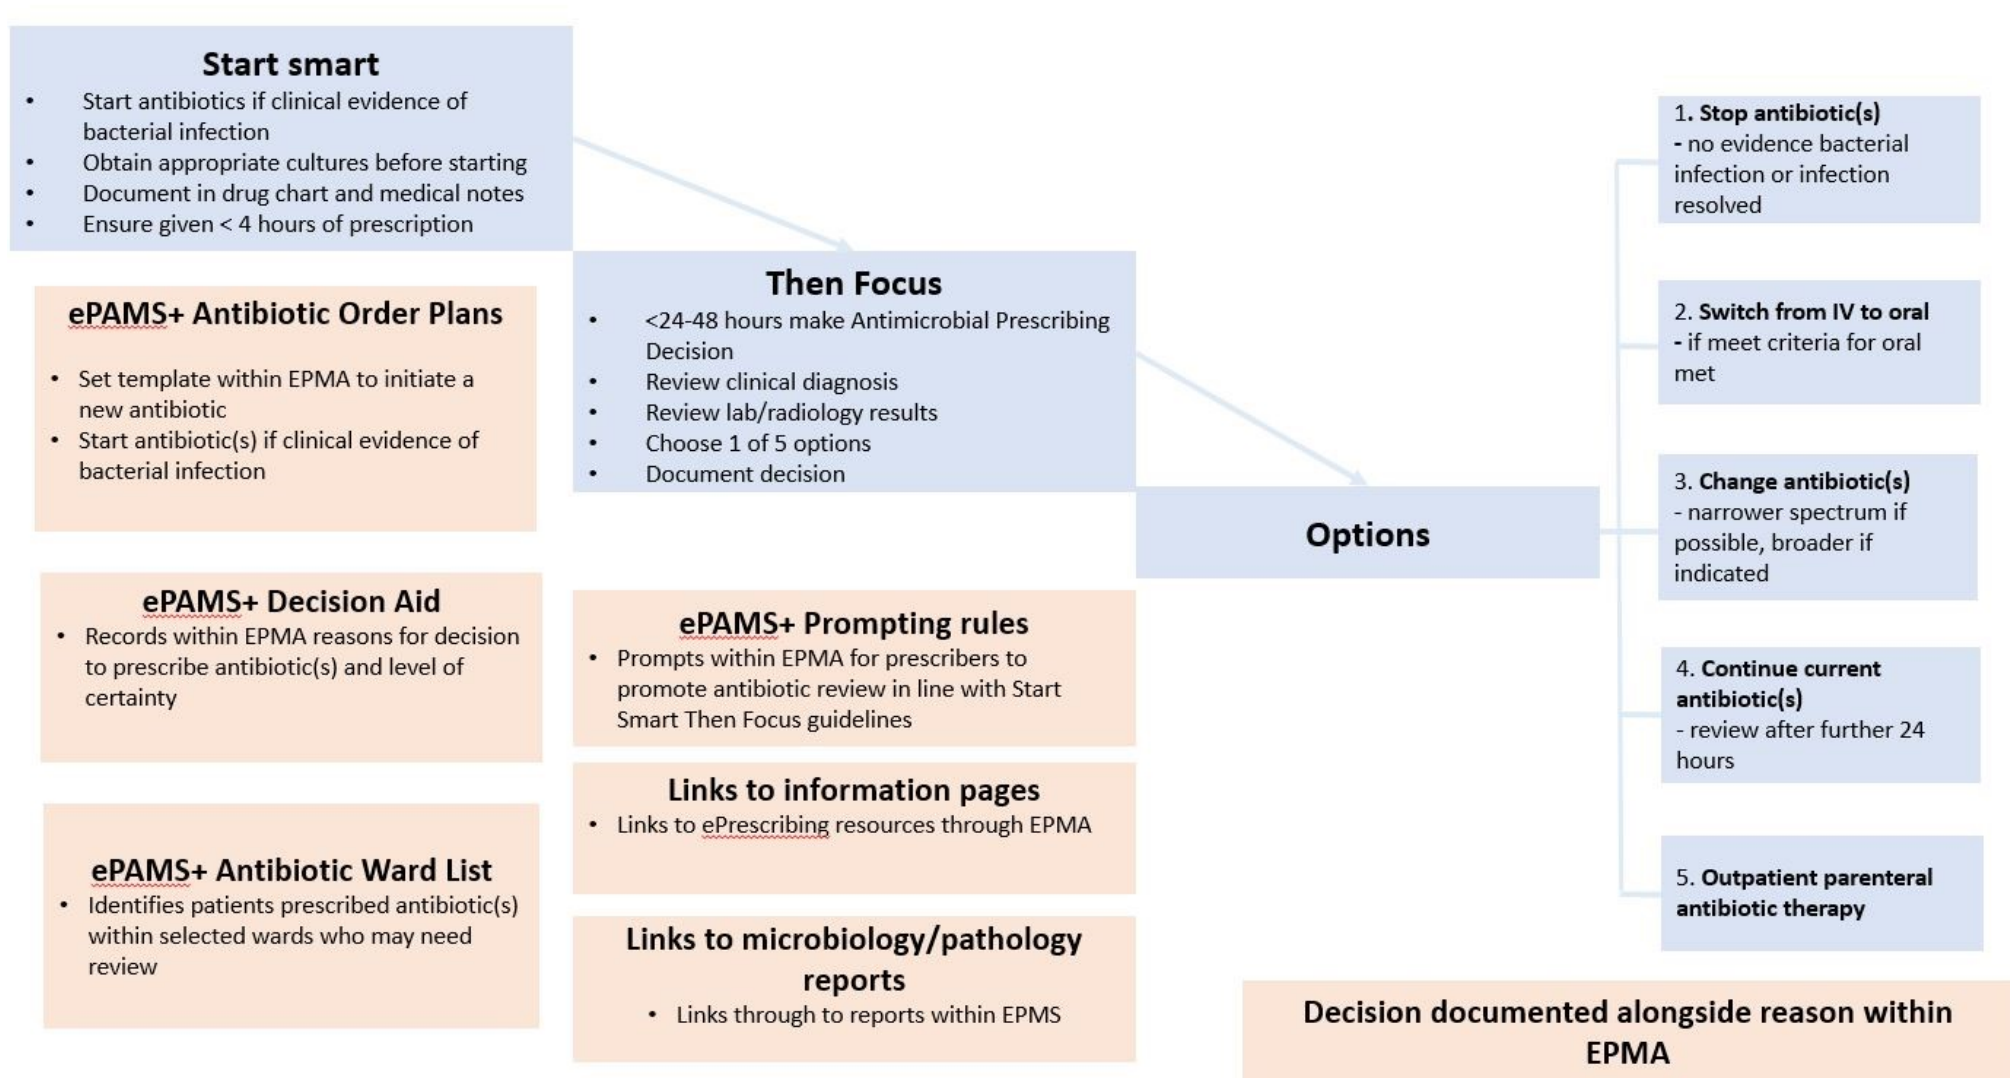 Start smart
• Start antibiotics if clinical evidence of
bacterial infection
• Obtain appropriate cultures before starting
• Document in drug chart and medical notes
• Ensure given < 4 hours of prescription
ePAMS+ Antibiotic Order Plans
• Set template within EPMA to initiate a
new antibiotic
• Start antibiotic(s) if clinical evidence of
bacterial infection
ePAMS+ Decision Aid
• Records within EPMA reasons for decision
to prescribe antibiotic(s) and level of
certainty
ePAMS+ Antibiotic Ward List
• Identifies patients prescribed antibiotic(s)
within selected wards who may need
review
Then Focus
• <24-48 hours make Antimicrobial Prescribing
Decision
• Review clinical diagnosis
• Review lab/radiology results
• Choose 1 of 5 options
• Document decision
ePAMS+ Prompting rules
• Prompts within EPMA for prescribers to
promote antibiotic review in line with Start
Smart Then Focus guidelines
Links to information pages
• Links to ePrescribing resources through EPMA
Links to microbiology/pathology
reports
• Links through to reports within EPMS
Options
1. Stop antibiotic(s)
- no evidence bacterial
infection or infection
resolved
2. Switch from IV to oral
- if meet criteria for oral
met
3. Change antibiotic(s)
- narrower spectrum if
possible, broader if
indicated
4. Continue current
antibiotic(s)
- review after further 24
hours
5. Outpatient parenteral
antibiotic therapy
Decision documented alongside reason within
EPMA